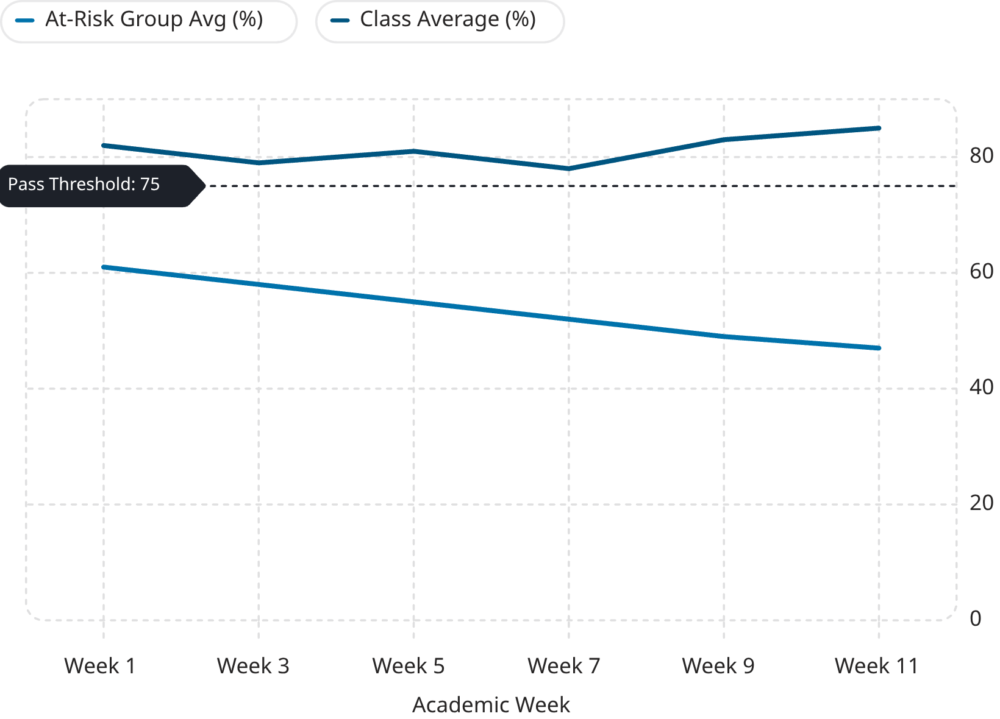 At-Risk Group Avg (%)
Class Average (%)
80
Pass Threshold: 75
60
40
20
0
Week 1
Week 3
Week 5
Week 7
Week 9
Week 11
Academic Week